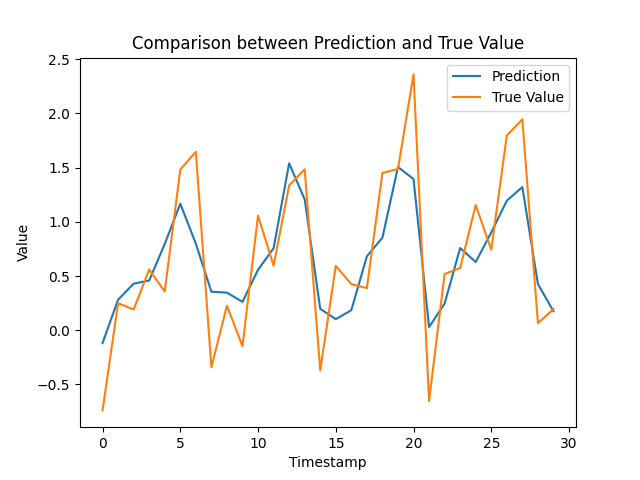 Comparison between Prediction and True Value
Prediction
True Value
2.5
2.0
1.5
1.0
0.5
0.0
−0.5
Value
0 5 10 15 20 25 30
Timestamp